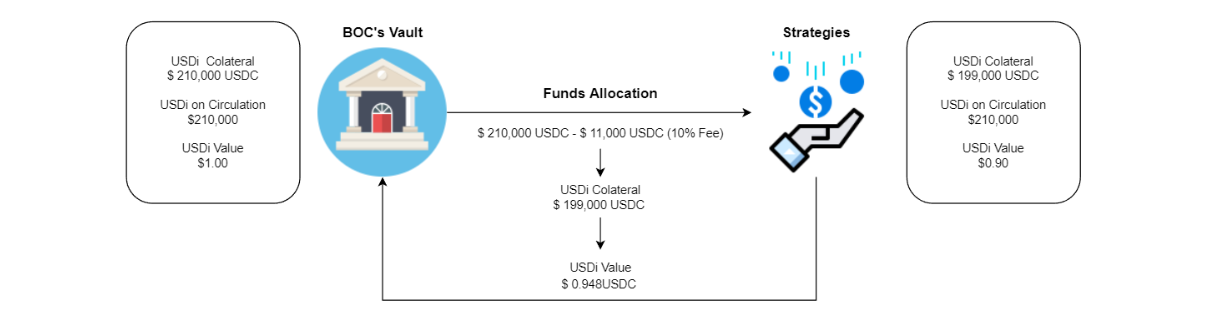 USDi Colateral
$ 210,000 USDC
USDi on Circulation
$210,000
USDi Value
$1.00
BOC's Vault
Funds Allocation
$ 210,000 USDC - $ 11,000 USDC (10% Fee)
USDi Colateral
$ 199,000 USDC
USDi Value
$ 0.948USDC
Strategies
$
USDi Colateral
$ 199,000 USDC
USDi on Circulation
$210,000
USDi Value
$0.90